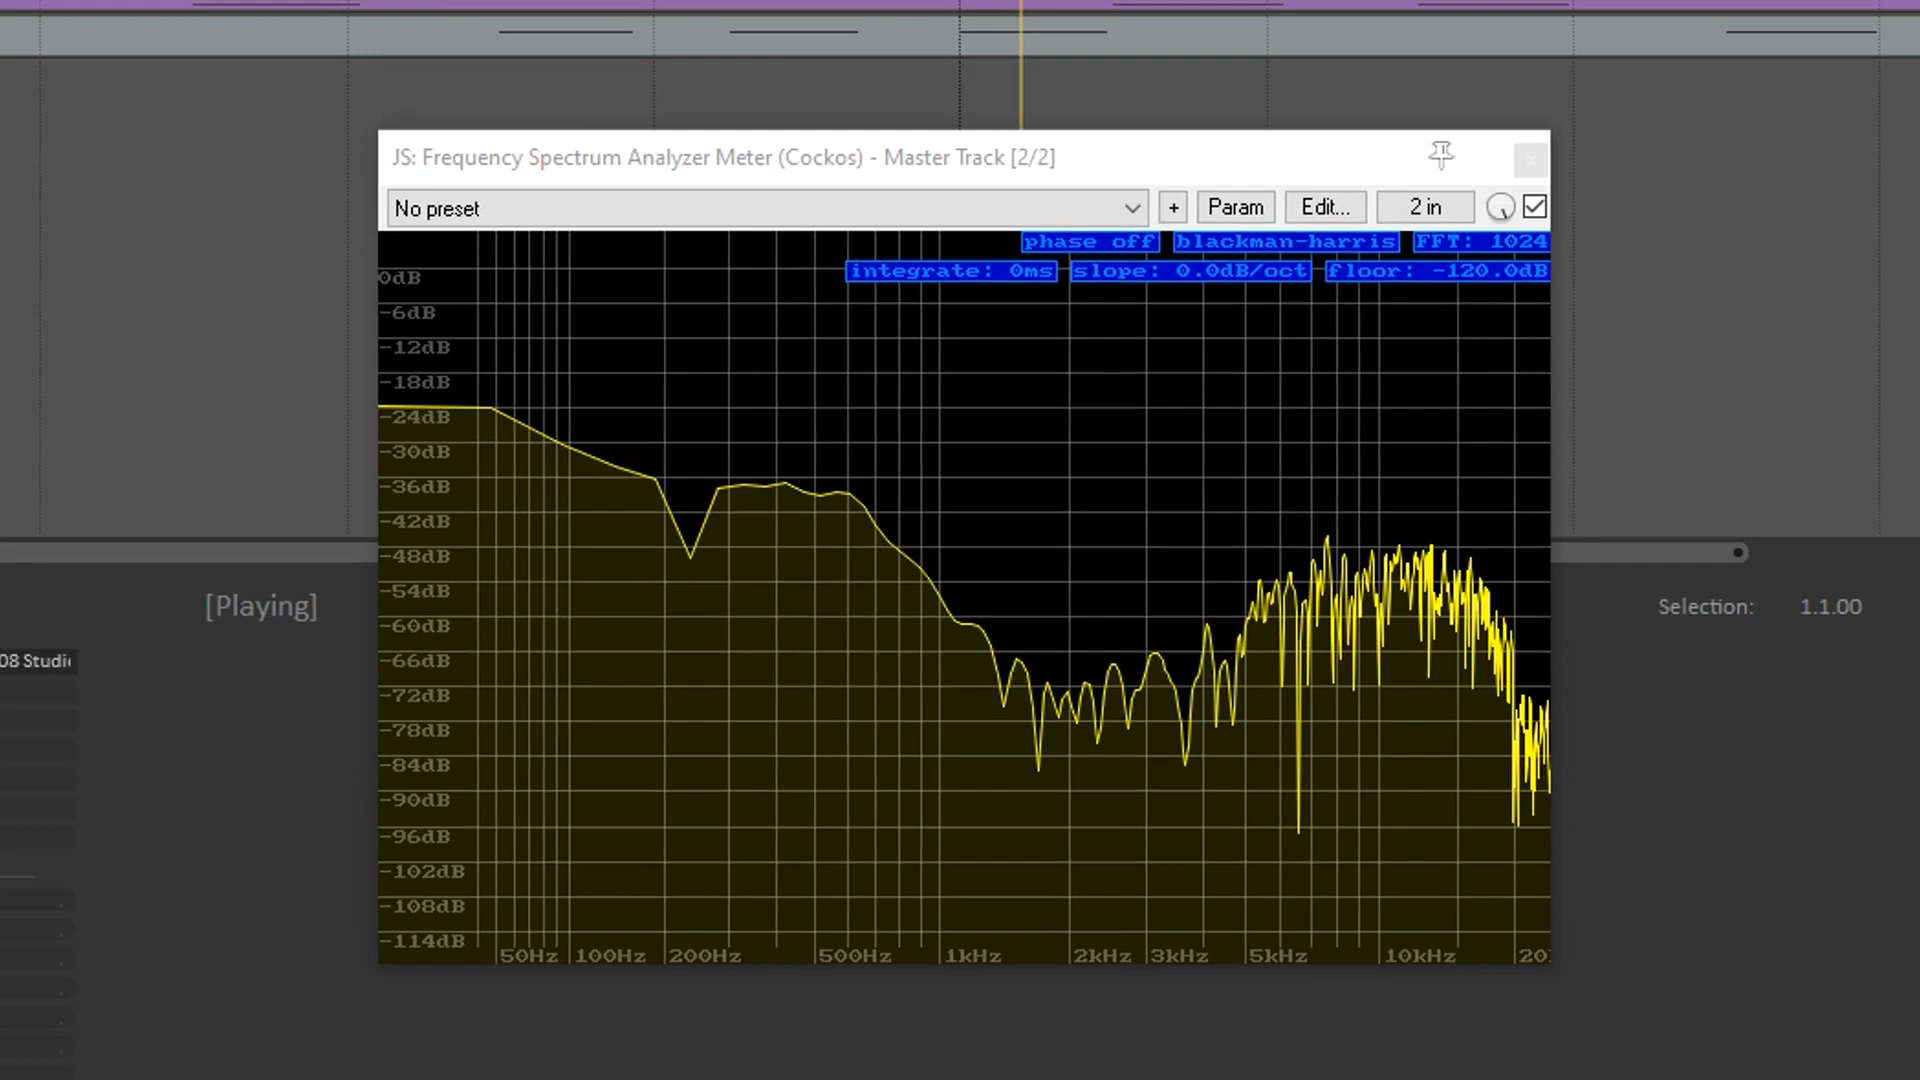 JS: Frequency Spectrum Analyzer Meter (Cockos) - Master Track [2/2]
No preset + Param Edit... 2 in
phase off blackman-harris FFT: 1024
integrate: 0ms slope: 0.0dB/oct floor: -120.0dB
0dB
-6dB
-12dB
-18dB
-24dB
-30dB
-36dB
-42dB
-48dB
-54dB
[Playing]
Selection: 1.1.00
-60dB
08 Studi
-66dB
-72dB
-78dB
-84dB
-90dB
-96dB
-102dB
-108dB
-114dB
50Hz 100Hz 200Hz 500Hz 1kHz 2kHz 3kHz 5kHz 10kHz 20